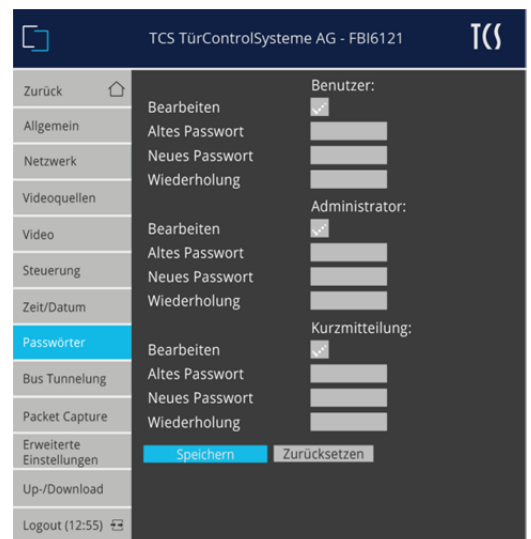 TCS TürControlSysteme AG - FBI6121
TCS
Zurück
Allgemein
Netzwerk
Videoquellen
Video
Steuerung
Zeit/Datum
Passwörter
Bus Tunnelung
Packet Capture
Erweiterte
Einstellungen
Up-/Download
Logout (12:55)
Benutzer:
Bearbeiten
Altes Passwort
Neues Passwort
Wiederholung
Administrator:
Bearbeiten
Altes Passwort
Neues Passwort
Wiederholung
Kurzmitteilung:
Bearbeiten
Altes Passwort
Neues Passwort
Wiederholung
Speichern Zurücksetzen